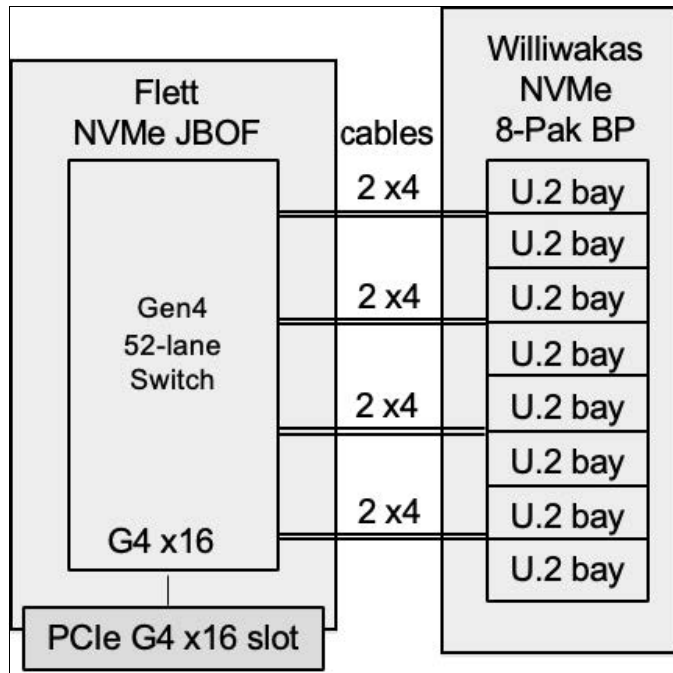 Flett
NVMe JBOF
Gen4
52-lane
Switch
G4 x16
PCIe G4 x16 slot
cables
2 x4
2 x4
2 x4
2 x4
Williwakas
NVMe
8-Pak BP
U.2 bay
U.2 bay
U.2 bay
U.2 bay
U.2 bay
U.2 bay
U.2 bay
U.2 bay